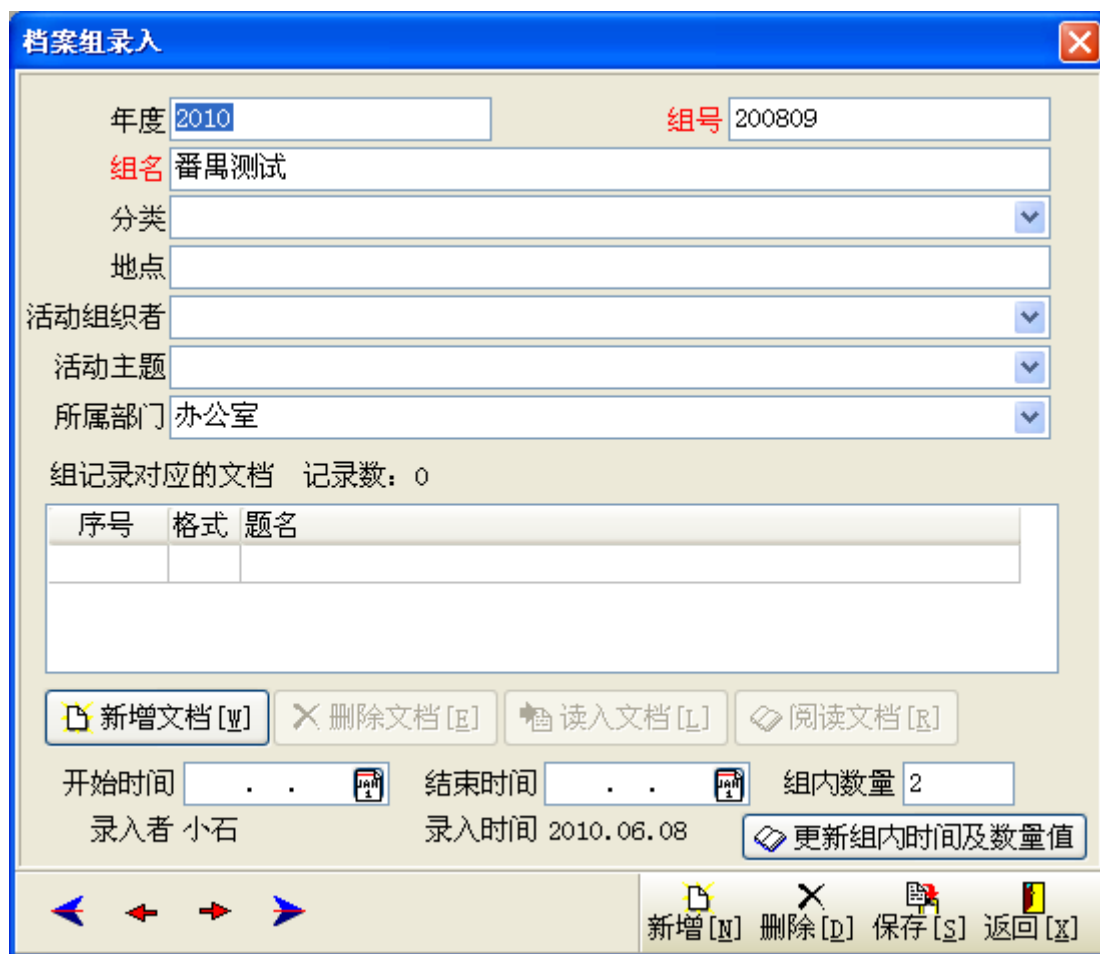 档案组录入
年度 2010 组号 200809
组名 番禺测试
分类
地点
活动组织者
活动主题
所属部门 办公室
组记录对应的文档 记录数: 0
序号 格式 题名
新增文档[W] 删除文档[E] 读入文档[L] 阅读文档[R]
开始时间 . . 结束时间 . . 组内数量 2
录入者 小石 录入时间 2010.06.08 更新组内时间及数量值
新增[N] 删除[D] 保存[S] 返回[X]